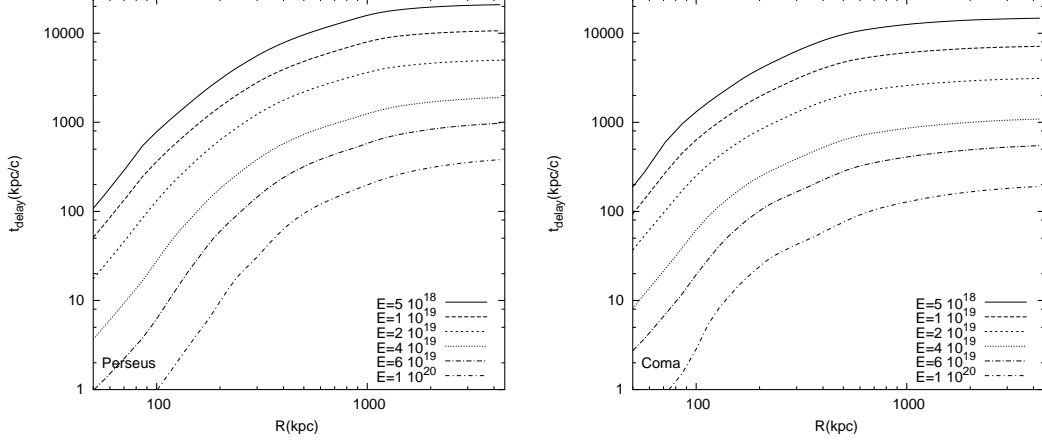 10000
1000
100
10
1
t_delay(kpc/c)
100
1000
R(kpc)
Perseus
E=5 10^18
E=1 10^19
E=2 10^19
E=4 10^19
E=6 10^19
E=1 10^20
10000
1000
100
10
1
t_delay(kpc/c)
100
1000
R(kpc)
Coma
E=5 10^18
E=1 10^19
E=2 10^19
E=4 10^19
E=6 10^19
E=1 10^20